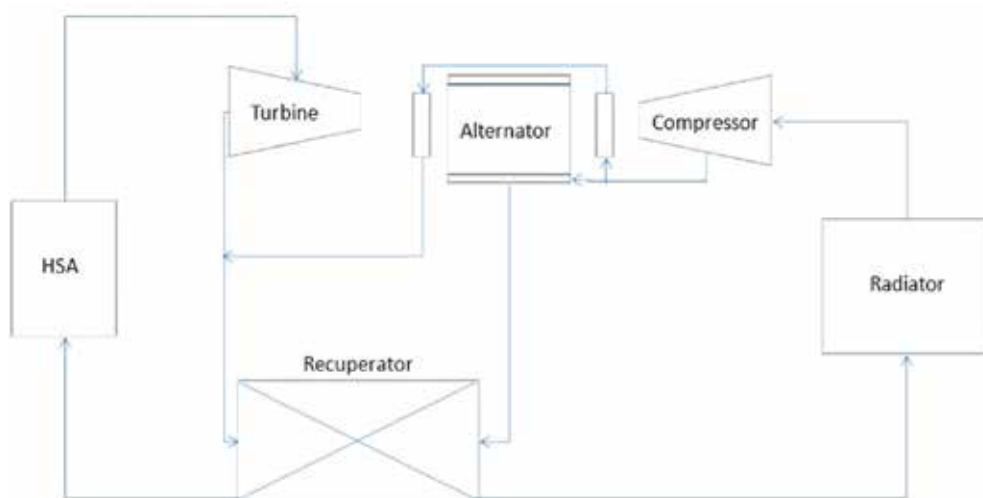 Turbine
Alternator
Compressor
HSA
Radiator
Recuperator